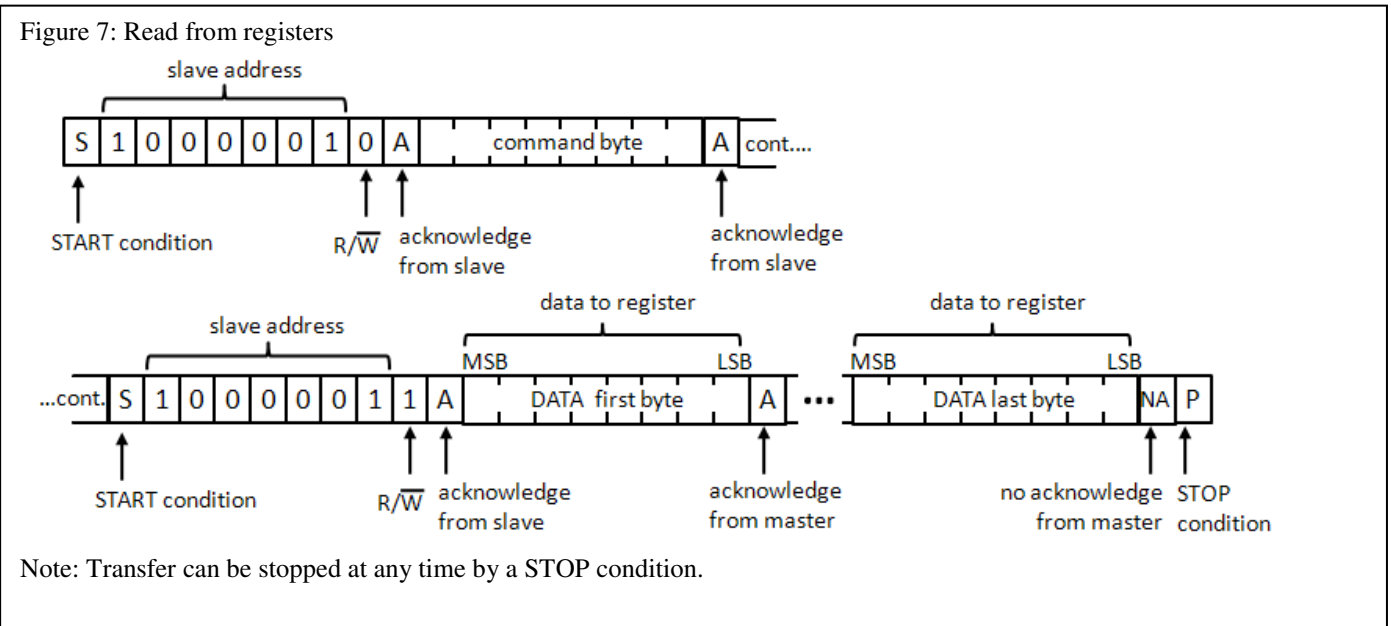 Figure 7: Read from registers
slave address
S 1 0 0 0 0 0 1 0 A command byte A cont....
START condition R/W̅ acknowledge from slave acknowledge from slave
data to register data to register
slave address
MSB LSB MSB LSB
...cont. S 1 0 0 0 0 0 1 1 A DATA first byte A ••• DATA last byte NA P
START condition R/W̅ acknowledge from slave acknowledge from master no acknowledge from master STOP condition
Note: Transfer can be stopped at any time by a STOP condition.